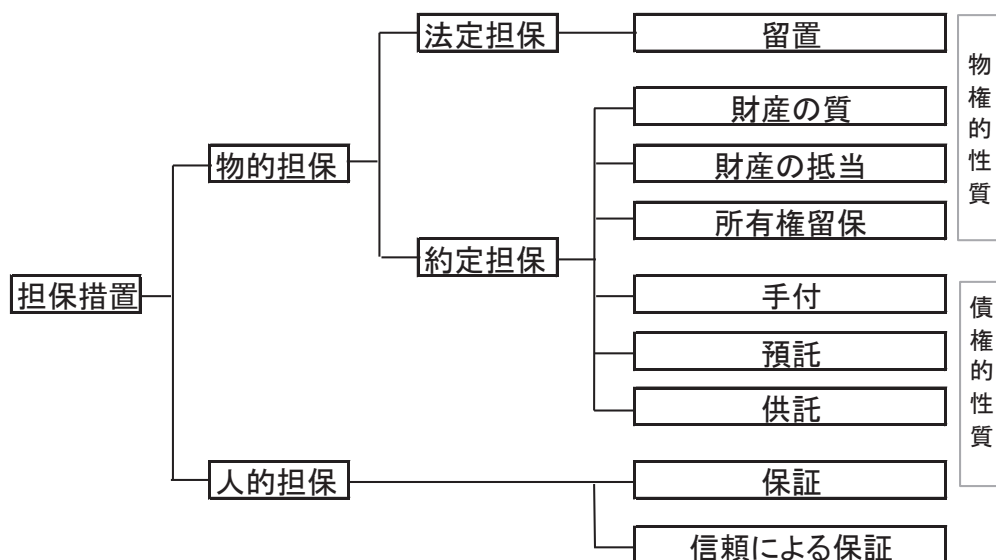 担保措置
物的担保
人的担保
法定担保
約定担保
留置
財産の質
財産の抵当
所有権留保
手付
預託
供託
保証
信頼による保証
物権的性質
債権的性質